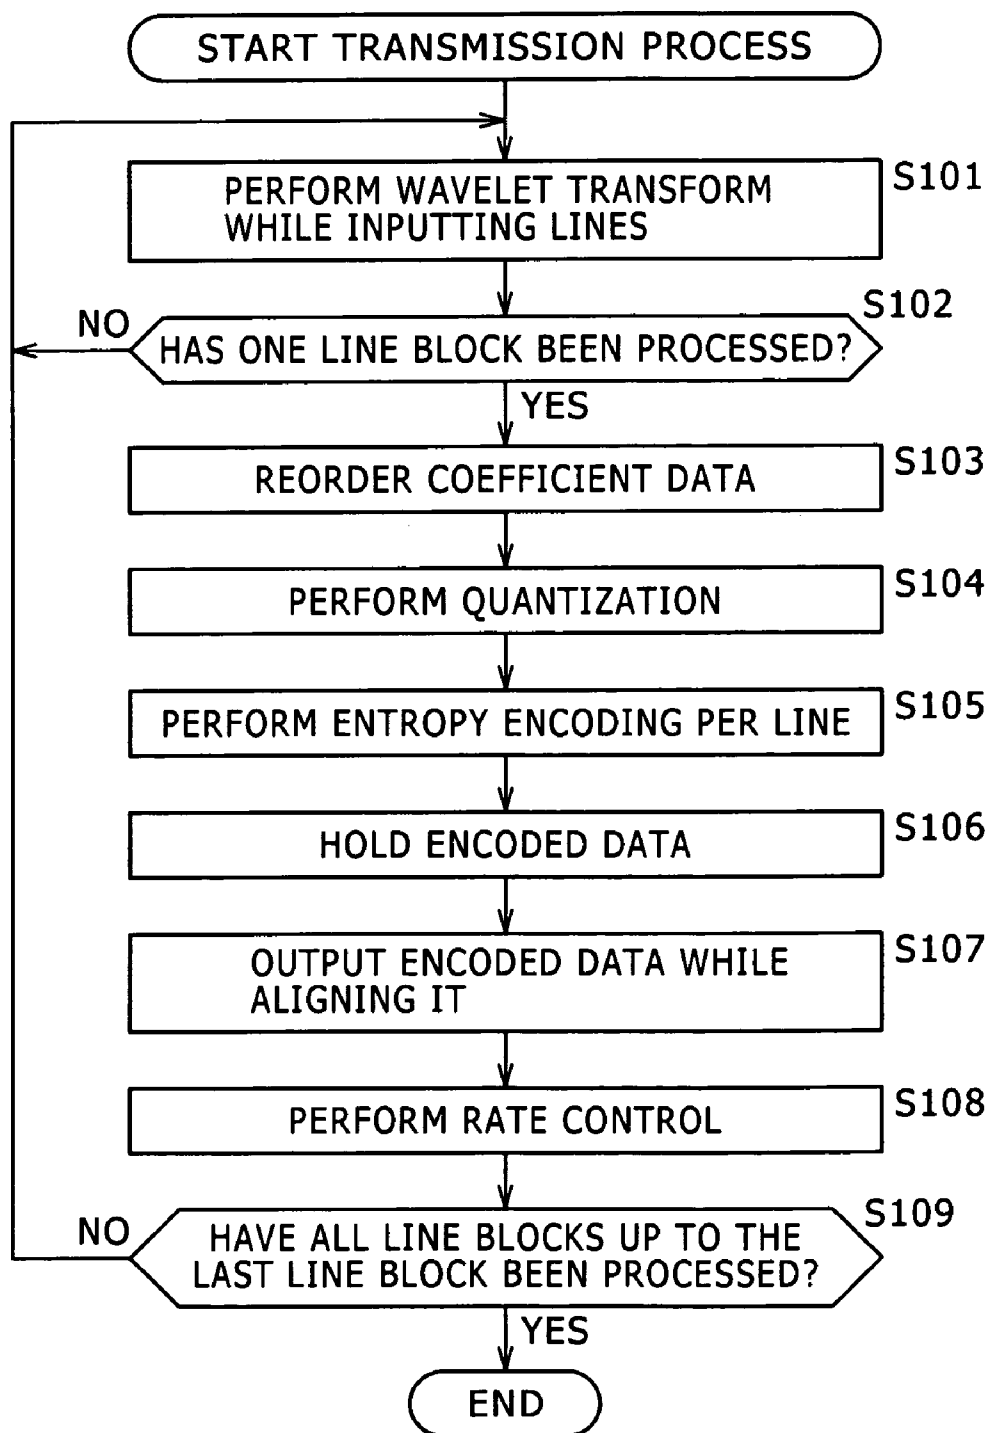 START TRANSMISSION PROCESS
S101
PERFORM WAVELET TRANSFORM
WHILE INPUTTING LINES
S102
NO
HAS ONE LINE BLOCK BEEN PROCESSED?
YES
S103
REORDER COEFFICIENT DATA
S104
PERFORM QUANTIZATION
S105
PERFORM ENTROPY ENCODING PER LINE
S106
HOLD ENCODED DATA
S107
OUTPUT ENCODED DATA WHILE
ALIGNING IT
S108
PERFORM RATE CONTROL
S109
NO
HAVE ALL LINE BLOCKS UP TO THE
LAST LINE BLOCK BEEN PROCESSED?
YES
END